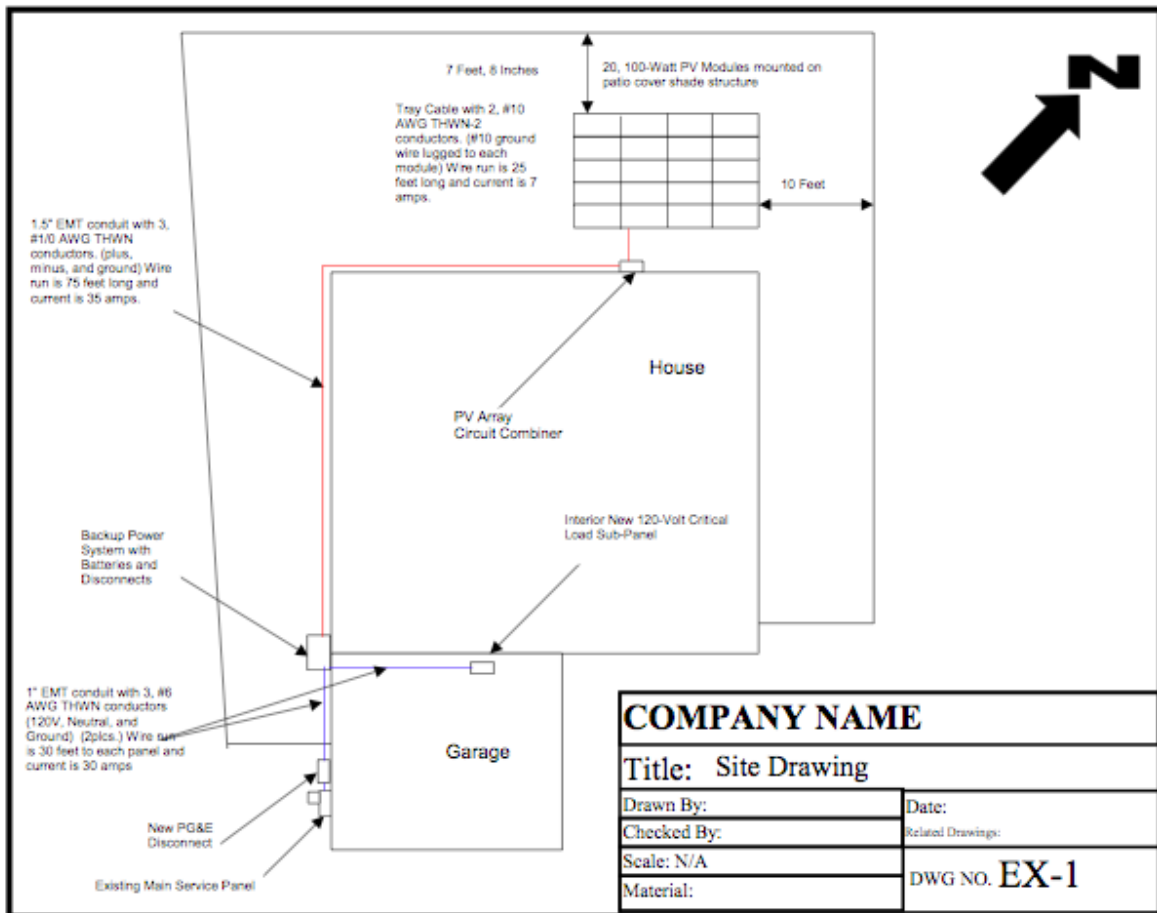 7 Feet, 8 Inches
20, 100-Watt PV Modules mounted on
patio cover shade structure
N
Tray Cable with 2, #10
AWG THWN-2
conductors. (#10 ground
wire lugged to each
module) Wire run is 25
feet long and current is 7
amps.
10 Feet
1.5" EMT conduit with 3,
#1/0 AWG THWN
conductors. (plus,
minus, and ground) Wire
run is 75 feet long and
current is 35 amps.
House
PV Array
Circuit Combiner
Interior New 120-Volt Critical
Load Sub-Panel
Backup Power
System with
Batteries and
Disconnects
1" EMT conduit with 3, #6
AWG THWN conductors
(120V, Neutral, and
Ground) (2plcs.) Wire run
is 30 feet to each panel and
current is 30 amps
Garage
New PG&E
Disconnect
Existing Main Service Panel
COMPANY NAME
Title: Site Drawing
Drawn By:
Date:
Checked By:
Related Drawings:
Scale: N/A
Material:
DWG NO. EX-1